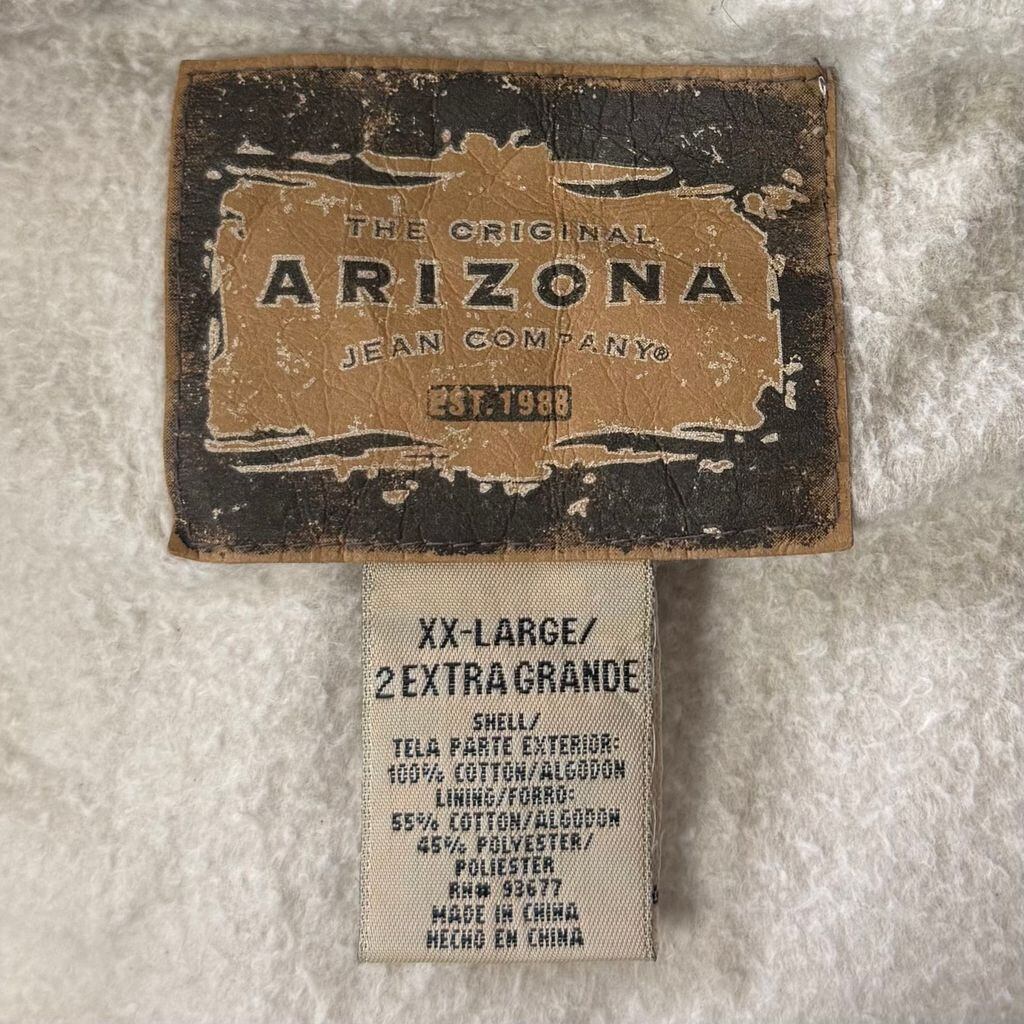 THE ORIGINAL
ARIZONA
JEAN COMPANY®
EST. 1988
XX-LARGE/
2 EXTRA GRANDE
SHELL/
TELA PARTE EXTERIOR:
100% COTTON/ALGODON
LINING/FORRO:
55% COTTON/ALGODON
45% POLYESTER/
POLIESTER
RN# 93677
MADE IN CHINA
HECHO EN CHINA